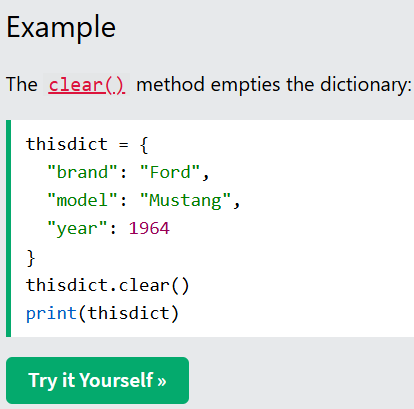 Example
The clear() method empties the dictionary:
thisdict = {
  "brand": "Ford",
  "model": "Mustang",
  "year": 1964
}
thisdict.clear()
print(thisdict)
Try it Yourself »